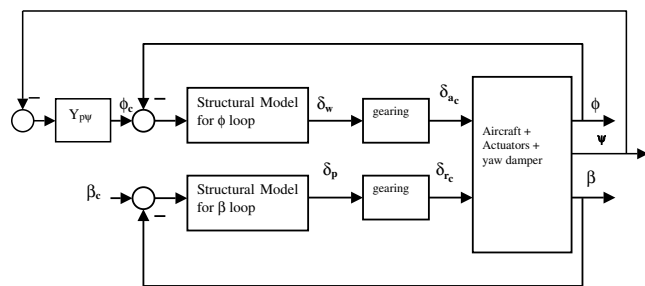 Y_pψ
ϕ_c
Structural Model
for ϕ loop
δ_w
gearing
δ_a_c
Aircraft +
Actuators +
yaw damper
ϕ
ψ
β
β_c
Structural Model
for β loop
δ_p
gearing
δ_r_c